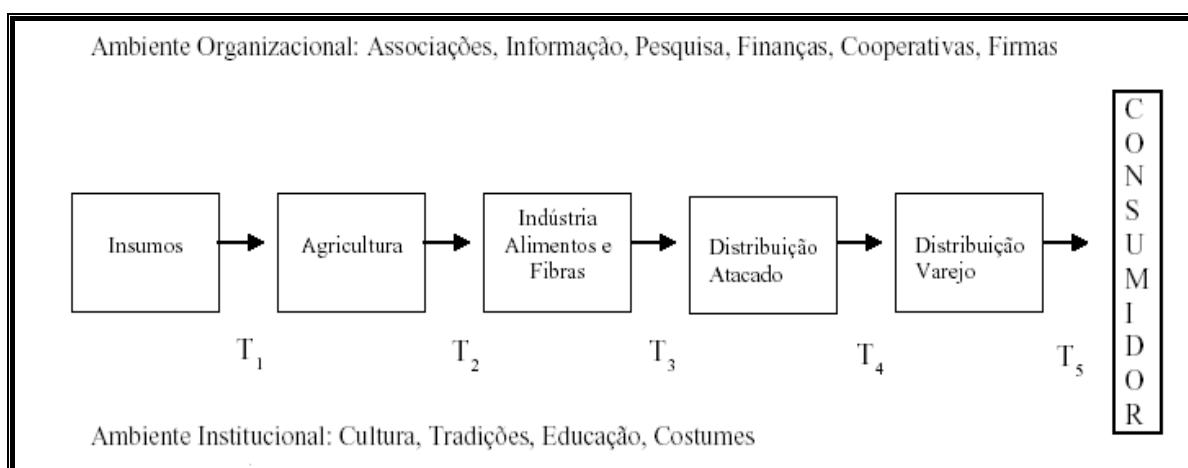 Ambiente Organizacional: Associações, Informação, Pesquisa, Finanças, Cooperativas, Firmas
Insumos
Agricultura
Indústria
Alimentos e
Fibras
Distribuição
Atacado
Distribuição
Varejo
C
O
N
S
U
M
I
D
O
R
T1
T2
T3
T4
T5
Ambiente Institucional: Cultura, Tradições, Educação, Costumes